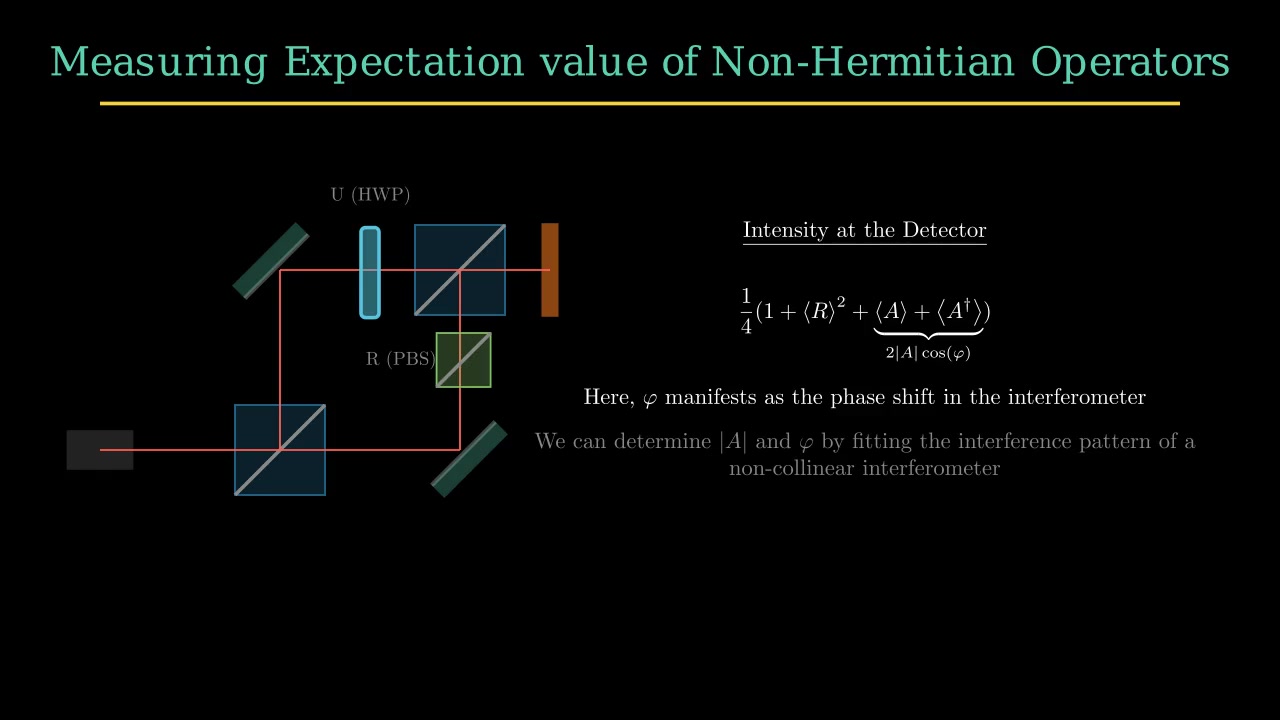 Measuring Expectation value of Non-Hermitian Operators
U (HWP)
R (PBS)
Intensity at the Detector
$\frac{1}{4}(1 + \langle R \rangle^2 + \underbrace{\langle A \rangle + \langle A^\dagger \rangle}_{2|A|\cos(\varphi)})$
Here, φ manifests as the phase shift in the interferometer
We can determine |A| and φ by fitting the interference pattern of a
non-collinear interferometer